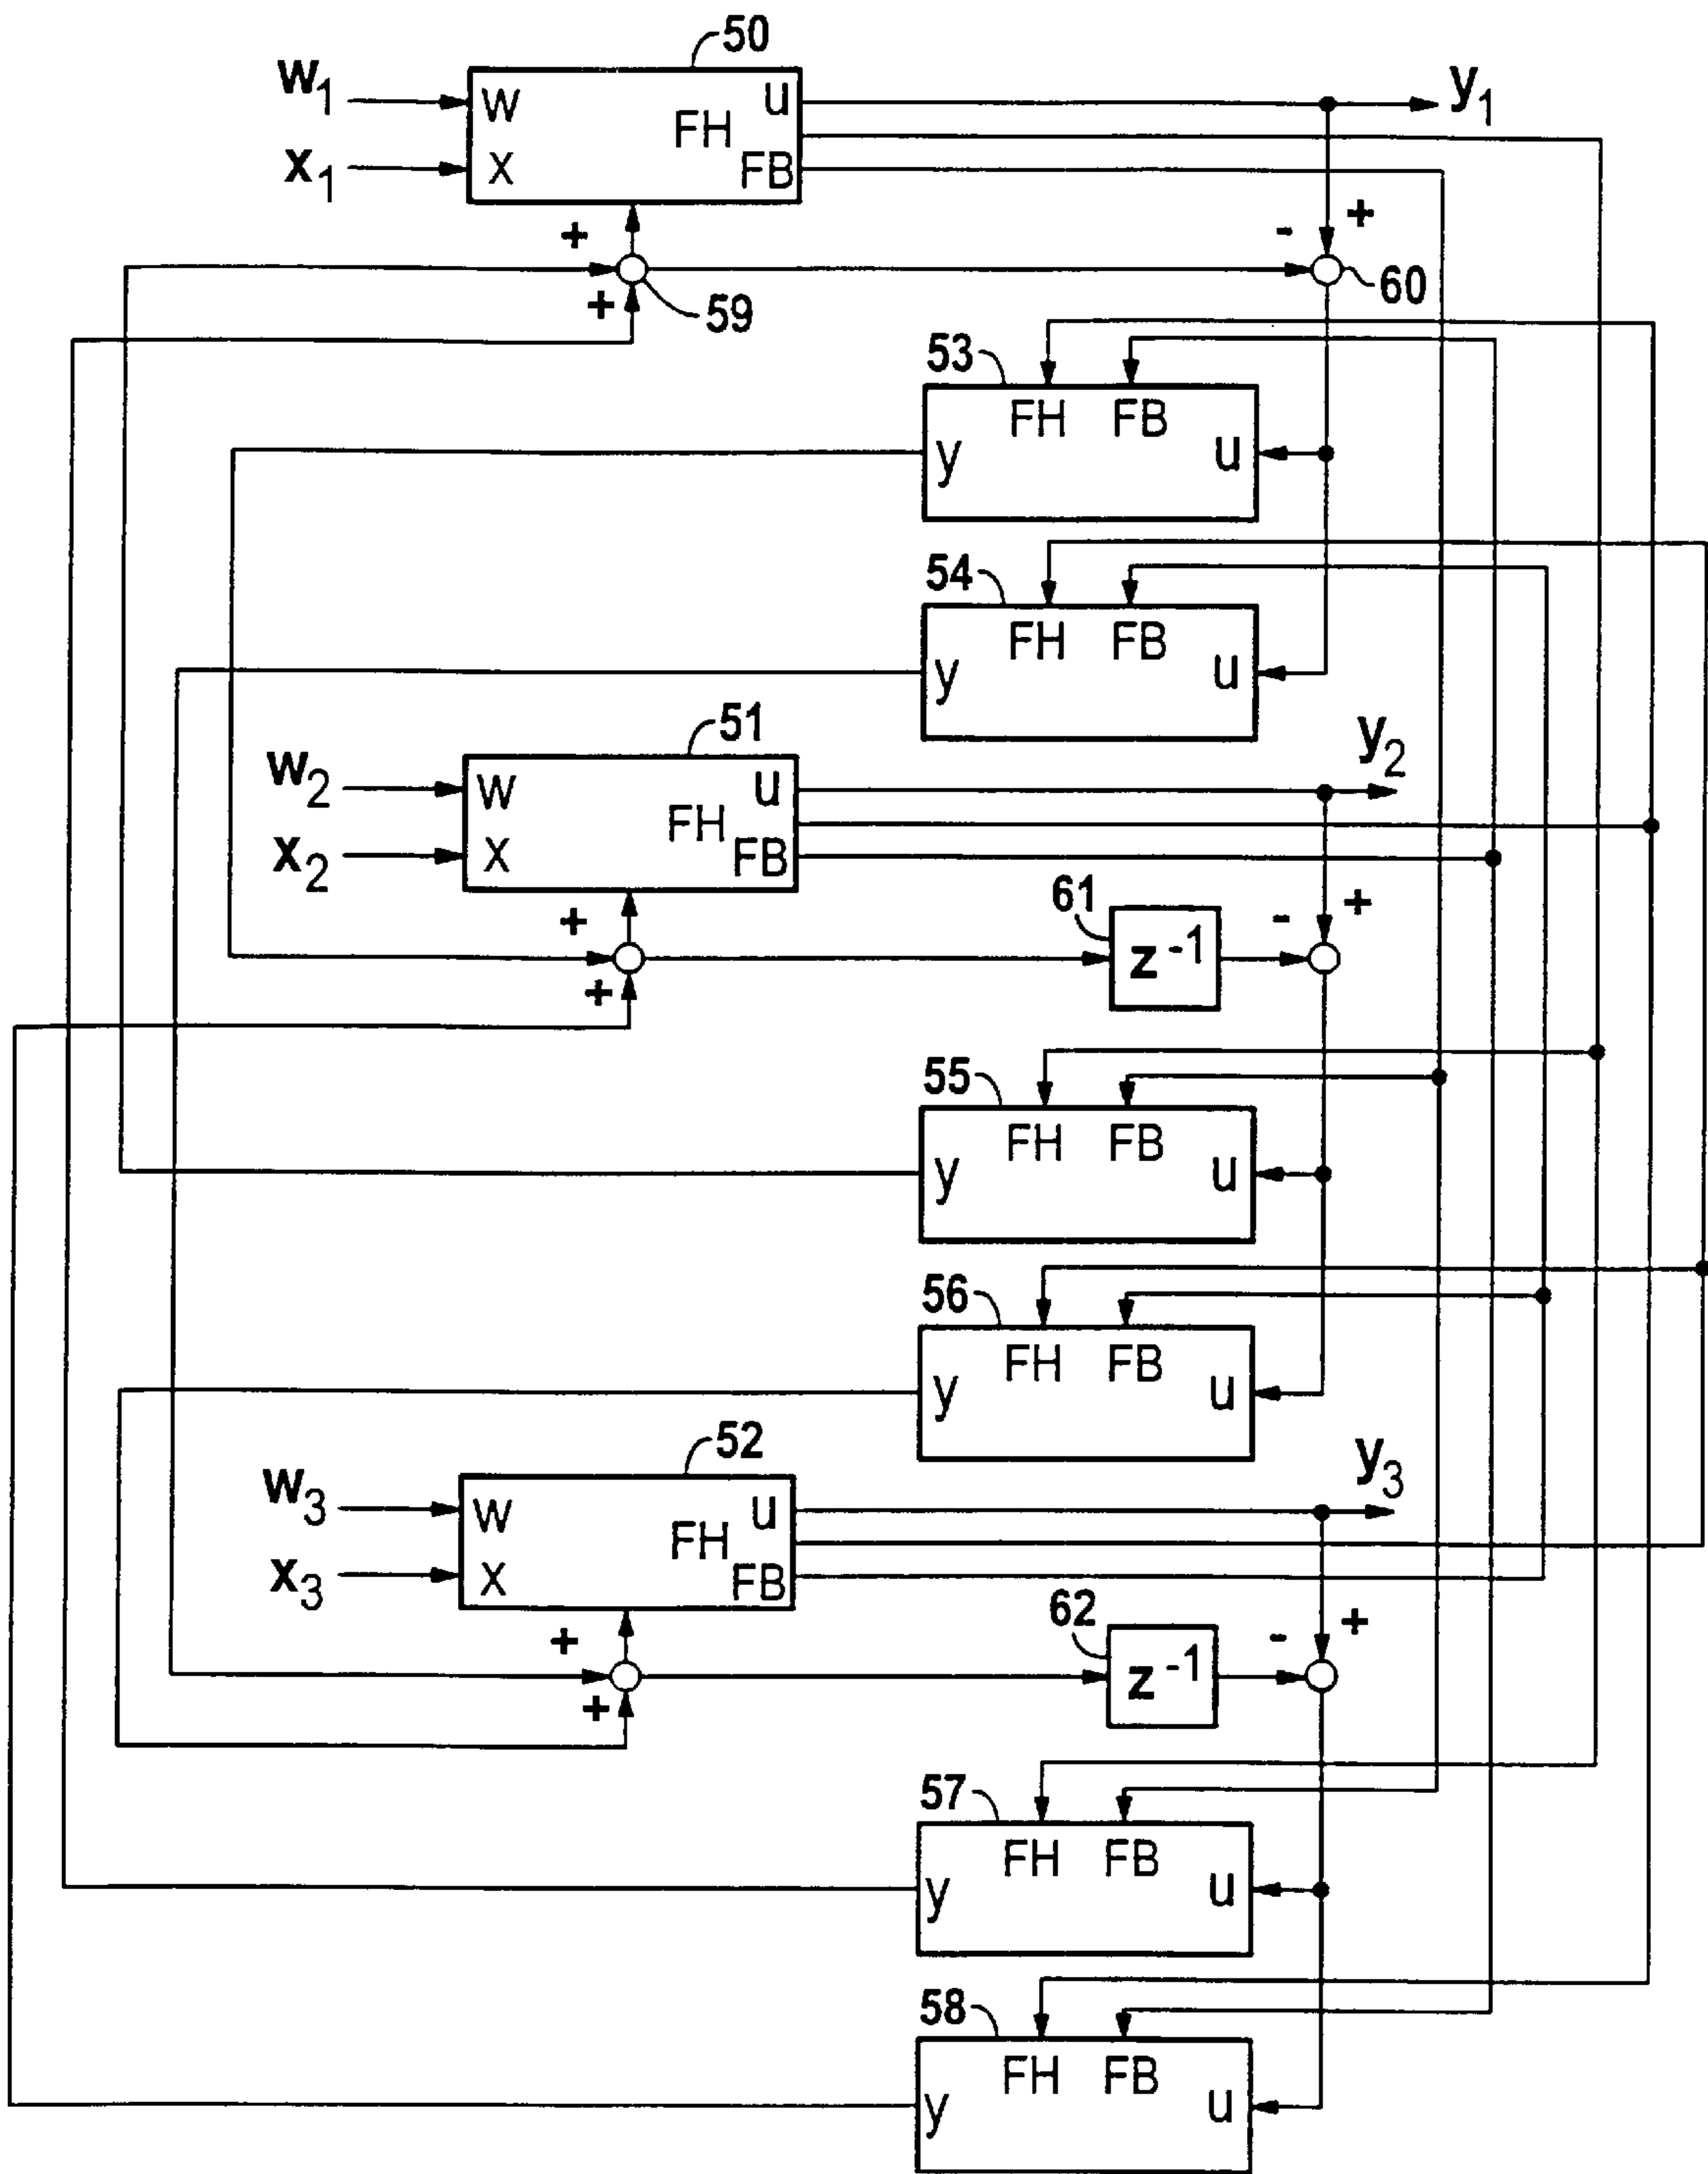 50
w1 W u y1
FH
x1 X FB
+ - +
+ 59 60
53
FH FB
y u
54
FH FB
y u
51 y2
w2 W u
FH
x2 X FB
+ 61 - +
z-1
+
55
FH FB
y u
56
FH FB
y u
52 y3
w3 W u
FH
x3 X FB
+ 62 - +
z-1
+
57
FH FB
y u
58
FH FB
y u